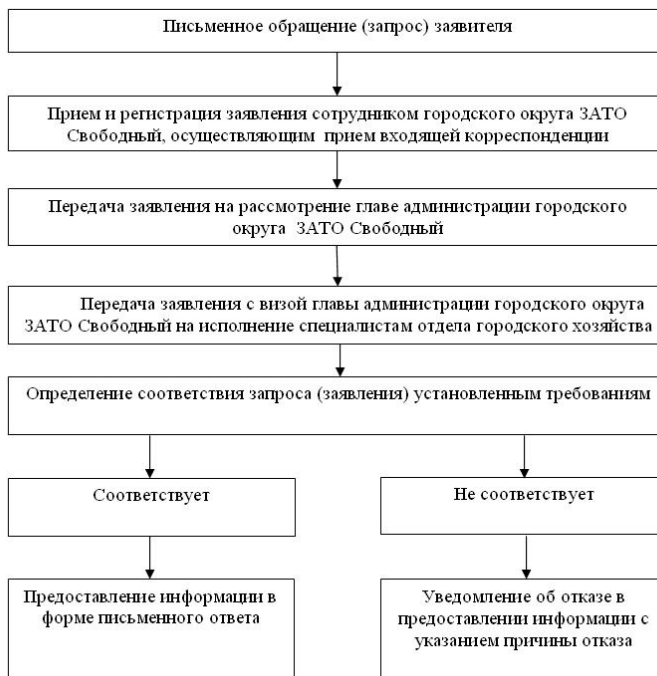 Письменное обращение (запрос) заявителя
Прием и регистрация заявления сотрудником городского округа ЗАТО
Свободный, осуществляющим прием входящей корреспонденции
Передача заявления на рассмотрение главе администрации городского
округа ЗАТО Свободный
Передача заявления с визой главы администрации городского округа
ЗАТО Свободный на исполнение специалистам отдела городского хозяйства
Определение соответствия запроса (заявления) установленным требованиям
Соответствует
Не соответствует
Предоставление информации в
форме письменного ответа
Уведомление об отказе в
предоставлении информации с
указанием причины отказа